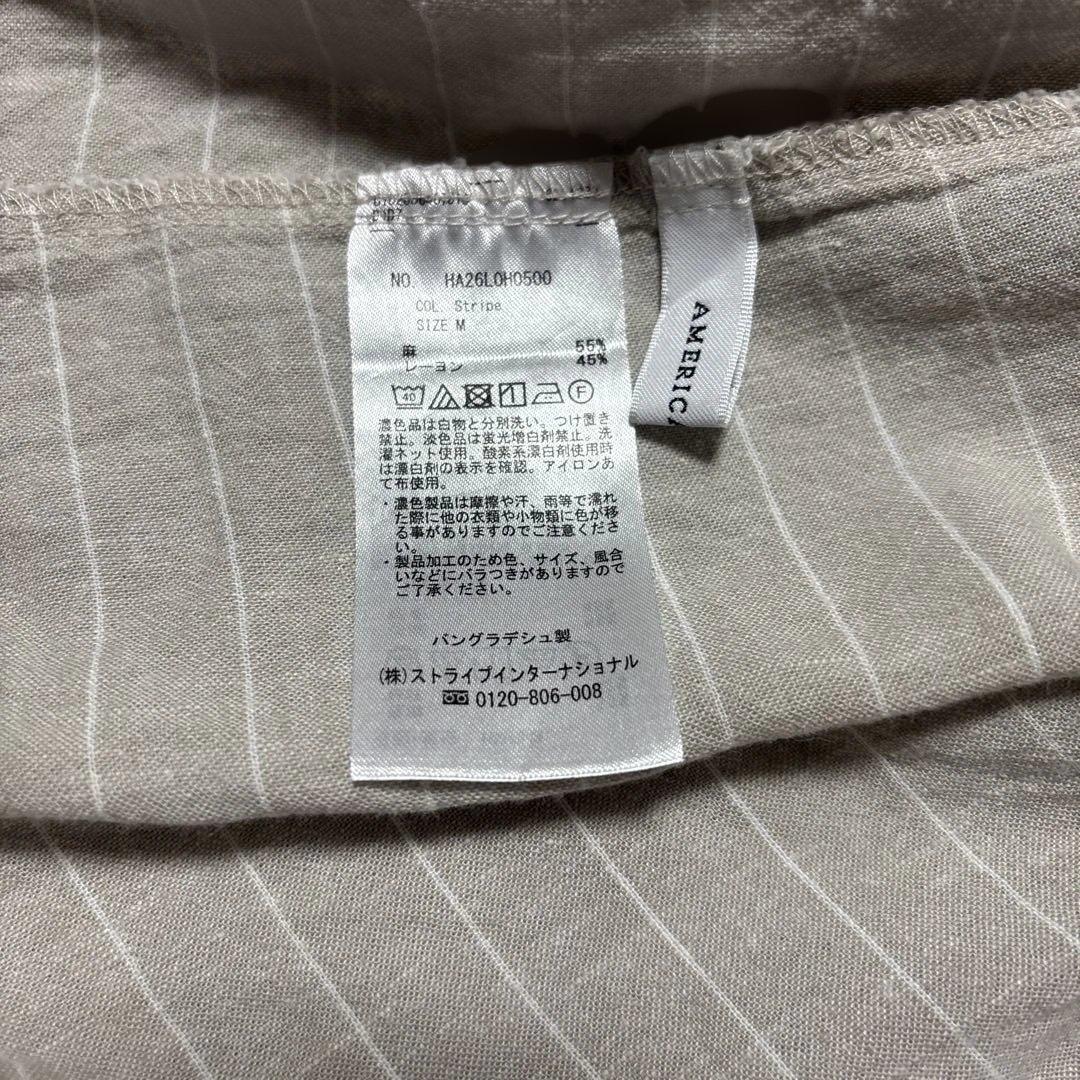 NO. HA26L0H0500
COL. Stripe
SIZE M
麻 55%
レーヨン 45%
40
F
濃色品は白物と分別洗い。つけ置き
禁止。淡色品は蛍光増白剤禁止。洗
濯ネット使用。酸素系漂白剤使用時
は漂白剤の表示を確認。アイロンあ
て布使用。
・濃色製品は摩擦や汗、雨等で濡れ
た際に他の衣類や小物類に色が移
る事がありますのでご注意くださ
い。
・製品加工のため色、サイズ、風合
いなどにバラつきがありますので
ご了承ください。
バングラデシュ製
(株)ストライプインターナショナル
0120-806-008
AMERICA